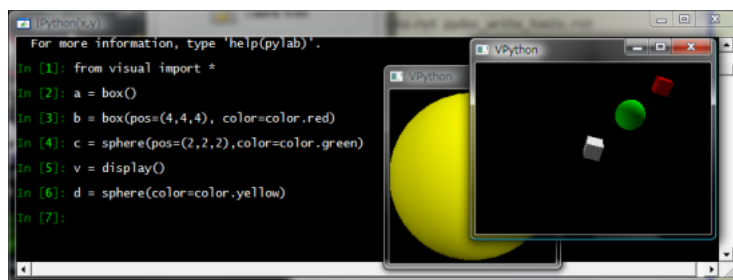 IPython(x,y)
For more information, type 'help(pylab)'.
In [1]: from visual import *
In [2]: a = box()
In [3]: b = box(pos=(4,4,4), color=color.red)
In [4]: c = sphere(pos=(2,2,2),color=color.green)
In [5]: v = display()
In [6]: d = sphere(color=color.yellow)
In [7]:
VPython
VPython